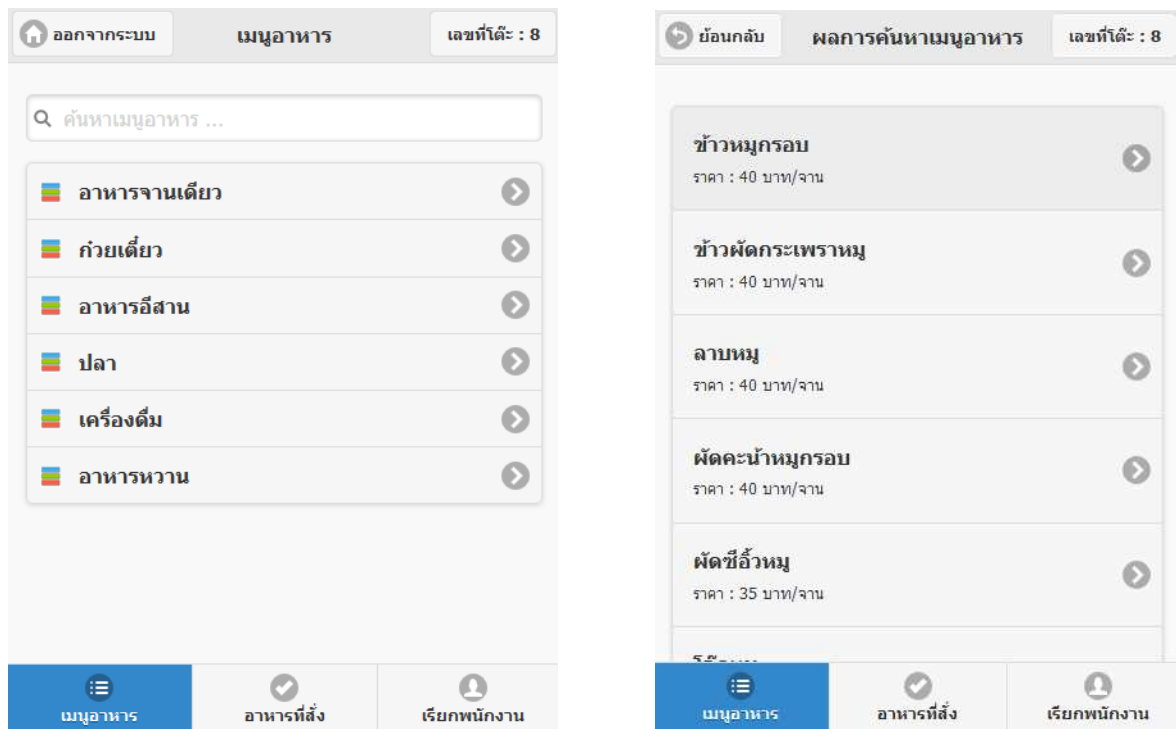 ออกจากระบบ
เมนูอาหาร
เลขที่โต๊ะ : 8
ค้นหาเมนูอาหาร ...
อาหารจานเดียว
ก๋วยเตี๋ยว
อาหารอีสาน
ปลา
เครื่องดื่ม
อาหารหวาน
เมนูอาหาร
อาหารที่สั่ง
เรียกพนักงาน
ย้อนกลับ
ผลการค้นหาเมนูอาหาร
เลขที่โต๊ะ : 8
ข้าวหมูกรอบ
ราคา : 40 บาท/จาน
ข้าวผัดกระเพราหมู
ราคา : 40 บาท/จาน
ลาบหมู
ราคา : 40 บาท/จาน
ผัดคะน้าหมูกรอบ
ราคา : 40 บาท/จาน
ผัดซีอิ้วหมู
ราคา : 35 บาท/จาน
เมนูอาหาร
อาหารที่สั่ง
เรียกพนักงาน